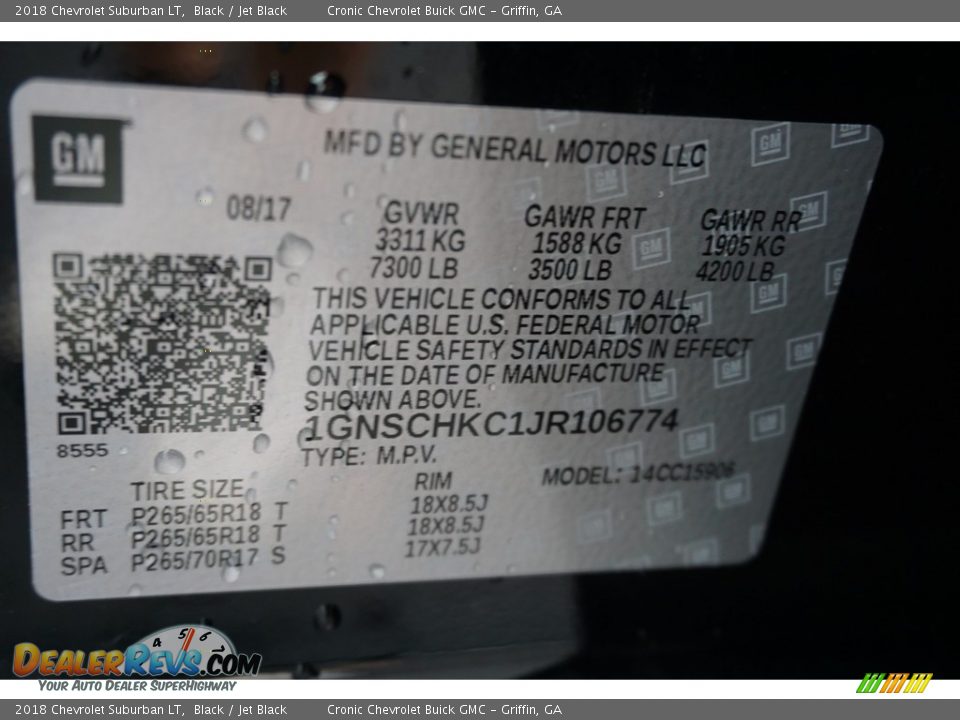 2018 Chevrolet Suburban LT, Black / Jet Black Cronic Chevrolet Buick GMC - Griffin, GA
GM
MFD BY GENERAL MOTORS LLC
08/17 GVWR GAWR FRT GAWR RR
3311 KG 1588 KG 1905 KG
7300 LB 3500 LB 4200 LB
THIS VEHICLE CONFORMS TO ALL
APPLICABLE U.S. FEDERAL MOTOR
VEHICLE SAFETY STANDARDS IN EFFECT
ON THE DATE OF MANUFACTURE
SHOWN ABOVE.
1GNSCHKC1JR106774
8555 TYPE: M.P.V.
TIRE SIZE RIM MODEL: 14CC15906
FRT P265/65R18 T 18X8.5J
RR P265/65R18 T 18X8.5J
SPA P265/70R17 S 17X7.5J
4 5 6
DEALERREVS.COM
YOUR AUTO DEALER SUPERHIGHWAY
2018 Chevrolet Suburban LT, Black / Jet Black Cronic Chevrolet Buick GMC - Griffin, GA